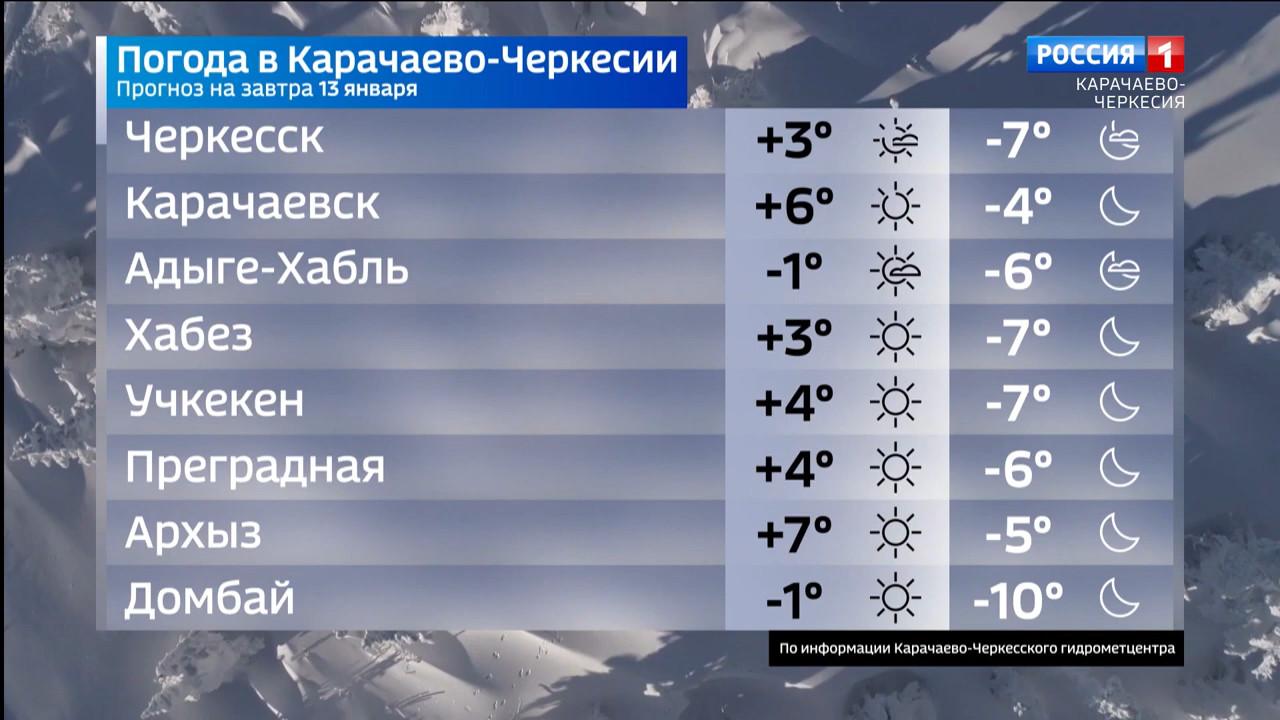 Погода в Карачаево-Черкесии
Прогноз на завтра 13 января
РОССИЯ 1
КАРАЧАЕВО-
ЧЕРКЕСИЯ
Черкесск +3° -7°
Карачаевск +6° -4°
Адыге-Хабль -1° -6°
Хабез +3° -7°
Учкекен +4° -7°
Преградная +4° -6°
Архыз +7° -5°
Домбай -1° -10°
По информации Карачаево-Черкесского гидрометцентра